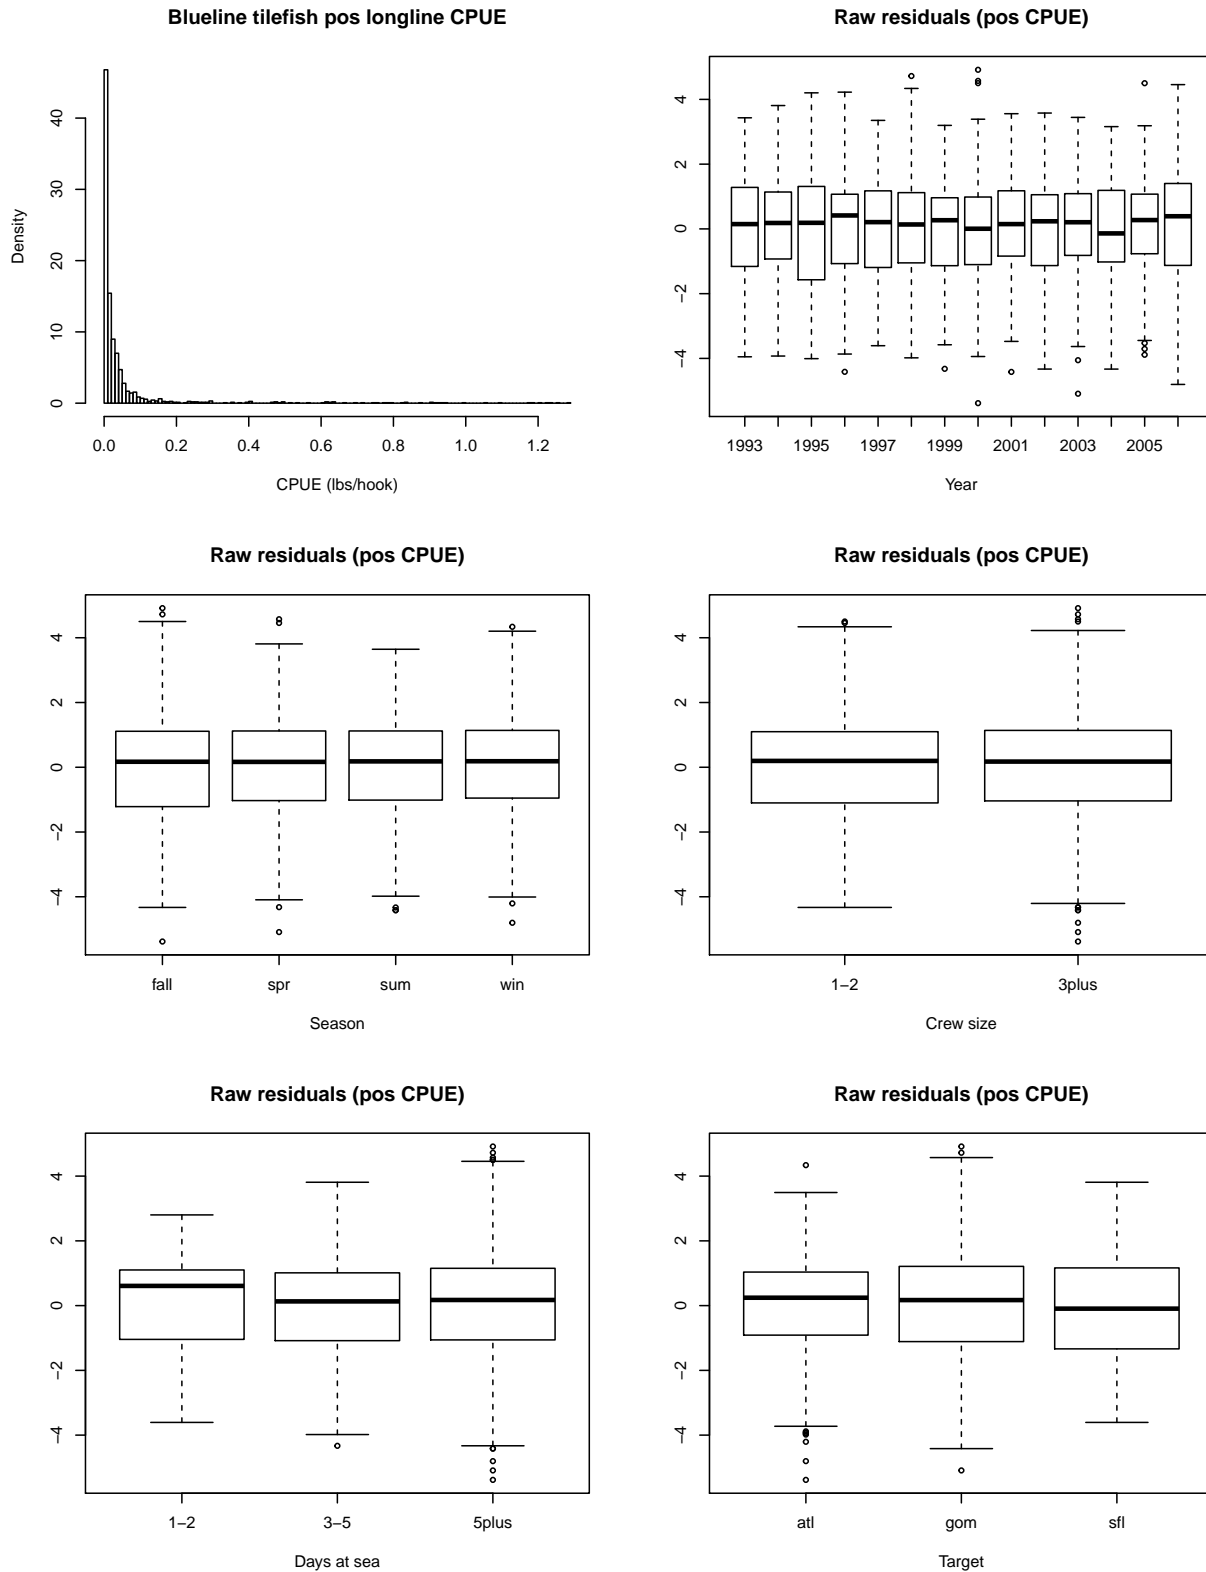 Blueline tilefish pos longline CPUE
Density
0
10
20
30
40
0.0 0.2 0.4 0.6 0.8 1.0 1.2
CPUE (lbs/hook)
Raw residuals (pos CPUE)
4
2
0
−2
−4
1993 1995 1997 1999 2001 2003 2005
Year
Raw residuals (pos CPUE)
4
2
0
−2
−4
fall spr sum win
Season
Raw residuals (pos CPUE)
4
2
0
−2
−4
1−2 3plus
Crew size
Raw residuals (pos CPUE)
4
2
0
−2
−4
1−2 3−5 5plus
Days at sea
Raw residuals (pos CPUE)
4
2
0
−2
−4
atl gom sfl
Target